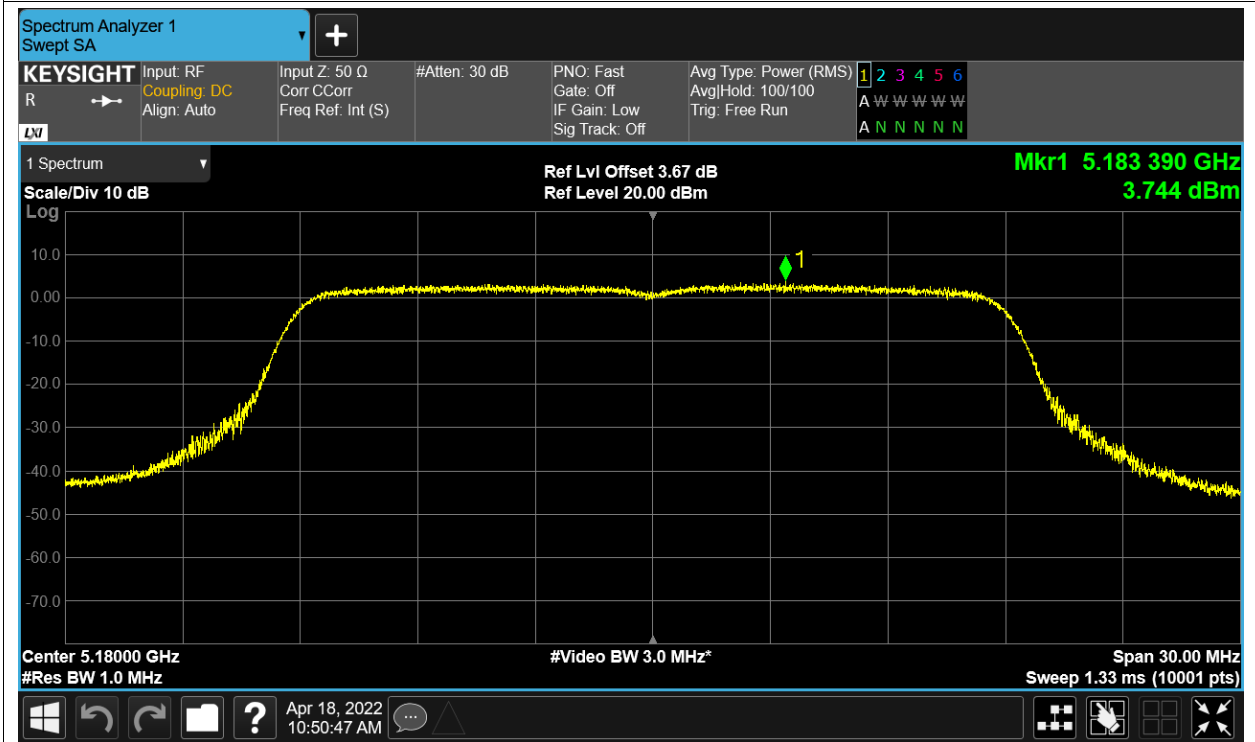 Spectrum Analyzer 1
Swept SA
+
KEYSIGHT
R
LXI
Input: RF
Coupling: DC
Align: Auto
Input Z: 50 Ω
Corr CCorr
Freq Ref: Int (S)
#Atten: 30 dB
PNO: Fast
Gate: Off
IF Gain: Low
Sig Track: Off
Avg Type: Power (RMS)
Avg|Hold: 100/100
Trig: Free Run
1 2 3 4 5 6
A W W W W W
A N N N N N
1 Spectrum
Scale/Div 10 dB
Log
Ref Lvl Offset 3.67 dB
Ref Level 20.00 dBm
Mkr1 5.183 390 GHz
3.744 dBm
1
10.0
0.00
-10.0
-20.0
-30.0
-40.0
-50.0
-60.0
-70.0
Center 5.18000 GHz
#Res BW 1.0 MHz
#Video BW 3.0 MHz*
Span 30.00 MHz
Sweep 1.33 ms (10001 pts)
?
Apr 18, 2022
10:50:47 AM